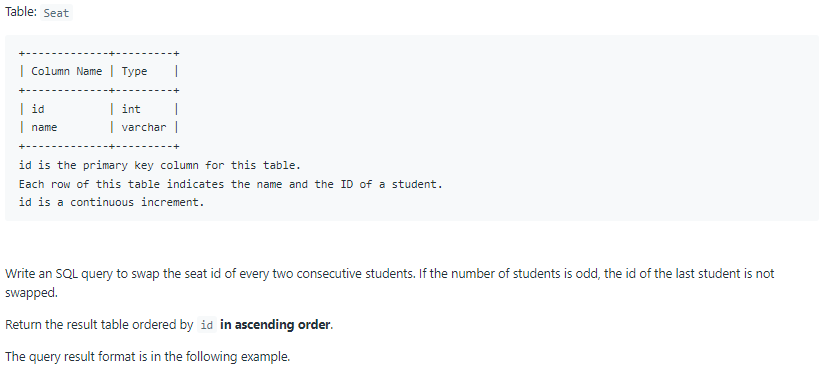 Table: Seat
+-------------+---------+
| Column Name | Type    |
+-------------+---------+
| id          | int     |
| name        | varchar |
+-------------+---------+
id is the primary key column for this table.
Each row of this table indicates the name and the ID of a student.
id is a continuous increment.
Write an SQL query to swap the seat id of every two consecutive students. If the number of students is odd, the id of the last student is not
swapped.
Return the result table ordered by id in ascending order.
The query result format is in the following example.